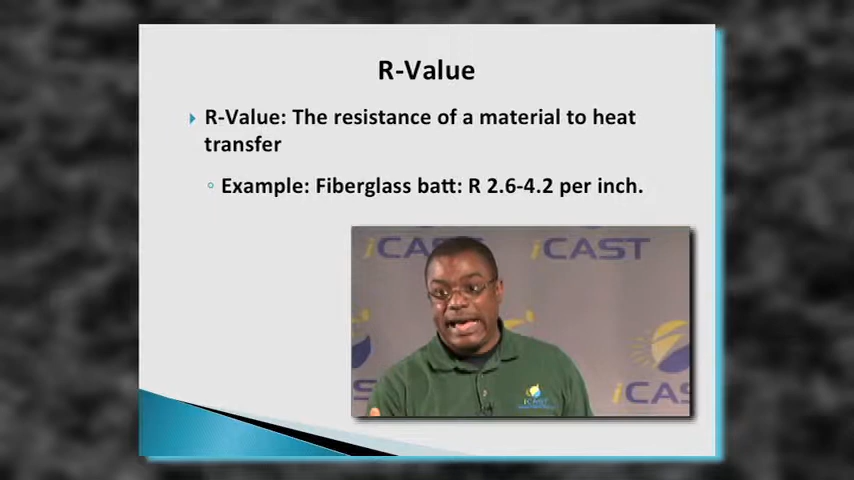 R-Value
R-Value: The resistance of a material to heat
transfer
Example: Fiberglass batt: R 2.6-4.2 per inch.
iCAST iCAST
iCAS
iCAST